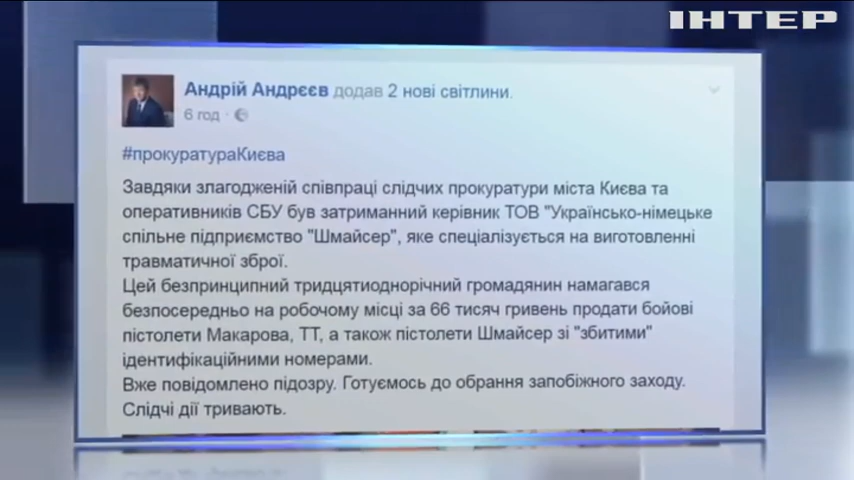 ІНТЕР
Андрій Андрєєв додав 2 нові світлини.
6 год ·
#прокуратураКиєва
Завдяки злагодженій співпраці слідчих прокуратури міста Києва та
оперативників СБУ був затриманний керівник ТОВ "Українсько-німецьке
спільне підприємство "Шмайсер", яке спеціалізується на виготовленні
травматичної зброї.
Цей безпринципний тридцятиоднорічний громадянин намагався
безпосередньо на робочому місці за 66 тисяч гривень продати бойові
пістолети Макарова, ТТ, а також пістолети Шмайсер зі "збитими"
ідентифікаційними номерами.
Вже повідомлено підозру. Готуємось до обрання запобіжного заходу.
Слідчі дії тривають.